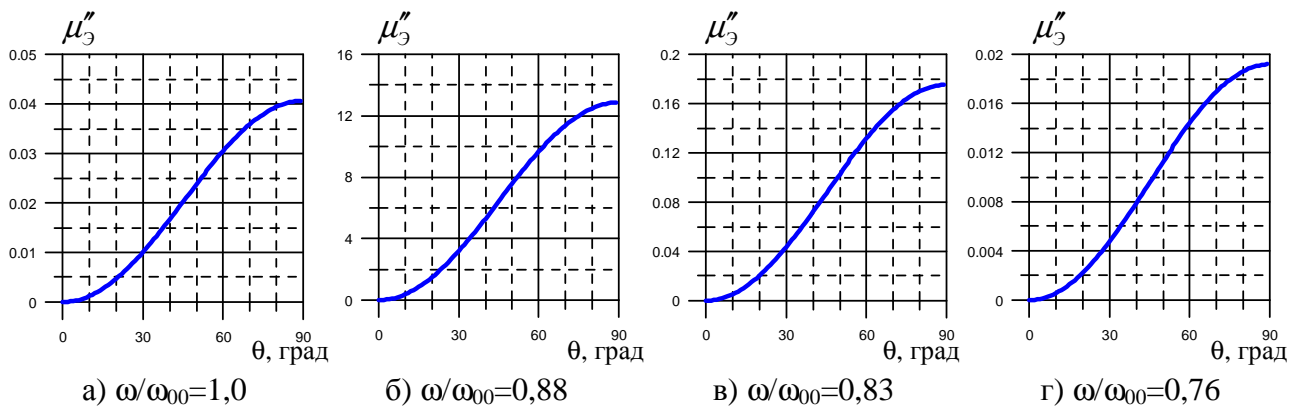 μ″Э μ″Э μ″Э μ″Э
0.05 16 0.2 0.02
0.04 12 0.16 0.016
0.03 0.12 0.012
0.02 8 0.08 0.008
0.01 4 0.04 0.004
0 0 0 0
0 30 60 90 0 30 60 90 0 30 60 90 0 30 60 90
θ, град θ, град θ, град θ, град
а) ω/ω00=1,0 б) ω/ω00=0,88 в) ω/ω00=0,83 г) ω/ω00=0,76